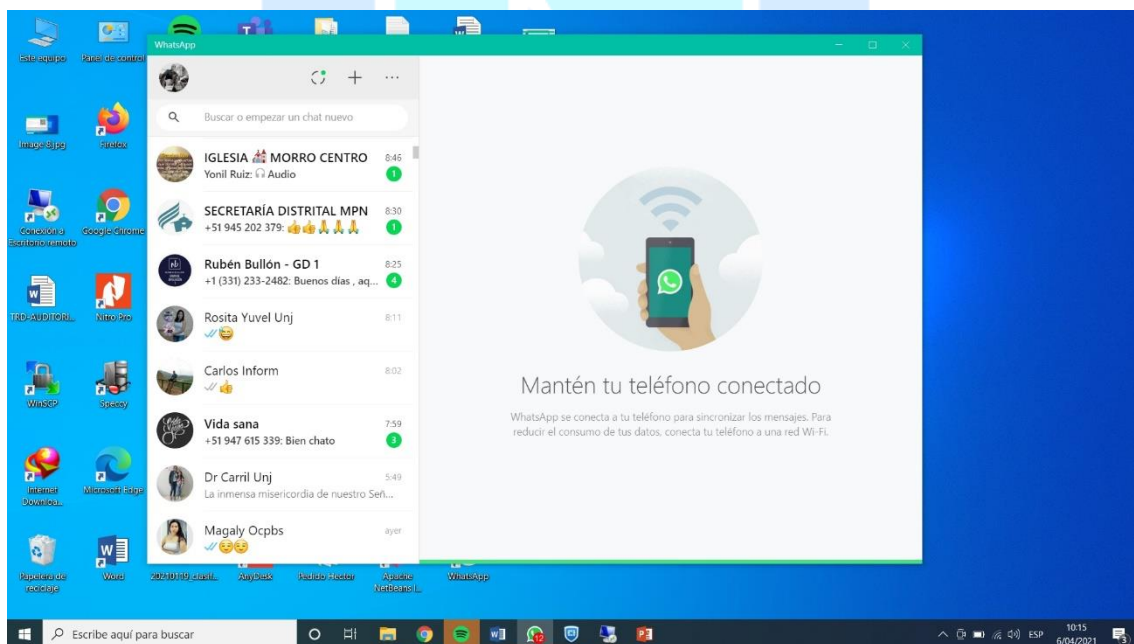 WhatsApp
Este equipo
Panel de control
Image 8.jpg
Firefox
Conexión a
Escritorio remoto
Google Chrome
TRD-AUDITORI...
Nitro Pro
WinSCP
Speccy
Internet
Downloa...
Microsoft Edge
Papelera de
reciclaje
Word
Buscar o empezar un chat nuevo
IGLESIA MORRO CENTRO 8:46
Yonil Ruiz: Audio 1
SECRETARÍA DISTRITAL MPN 8:30
+51 945 202 379: 👍👍🙏🙏🙏 1
Rubén Bullón - GD 1 8:25
+1 (331) 233-2482: Buenos días , aq... 4
Rosita Yuvel Unj 8:11
Carlos Inform 8:02
Vida sana 7:59
+51 947 615 339: Bien chato 3
Dr Carril Unj 5:49
La inmensa misericordia de nuestro Señ...
Magaly Ocpbs ayer
Mantén tu teléfono conectado
WhatsApp se conecta a tu teléfono para sincronizar los mensajes. Para
reducir el consumo de tus datos, conecta tu teléfono a una red Wi-Fi.
AnyDesk
Pedido Hector
Apache
NetBeans I...
WhatsApp
Escribe aquí para buscar
12
ESP
10:15
6/04/2021
3